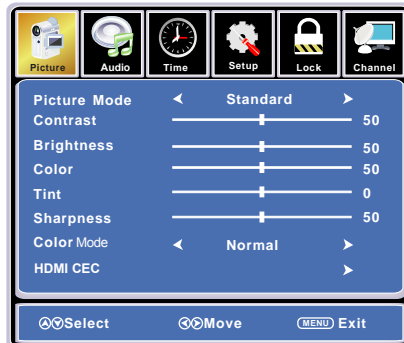 Picture Audio Time Setup Lock Channel
Picture Mode Standard
Contrast 50
Brightness 50
Color 50
Tint 0
Sharpness 50
Color Mode Normal
HDMI CEC
Select Move MENU Exit